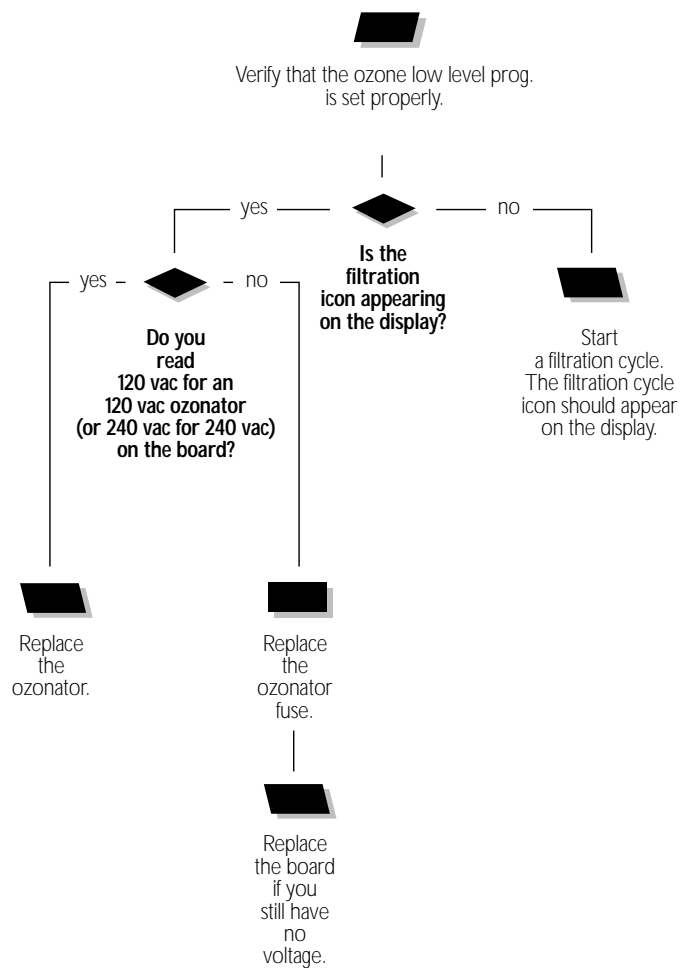 Verify that the ozone low level prog.
is set properly.
yes
no
Is the
filtration
icon appearing
on the display?
yes
no
Do you
read
120 vac for an
120 vac ozonator
(or 240 vac for 240 vac)
on the board?
Start
a filtration cycle.
The filtration cycle
icon should appear
on the display.
Replace
the
ozonator.
Replace
the
ozonator
fuse.
Replace
the board
if you
still have
no
voltage.